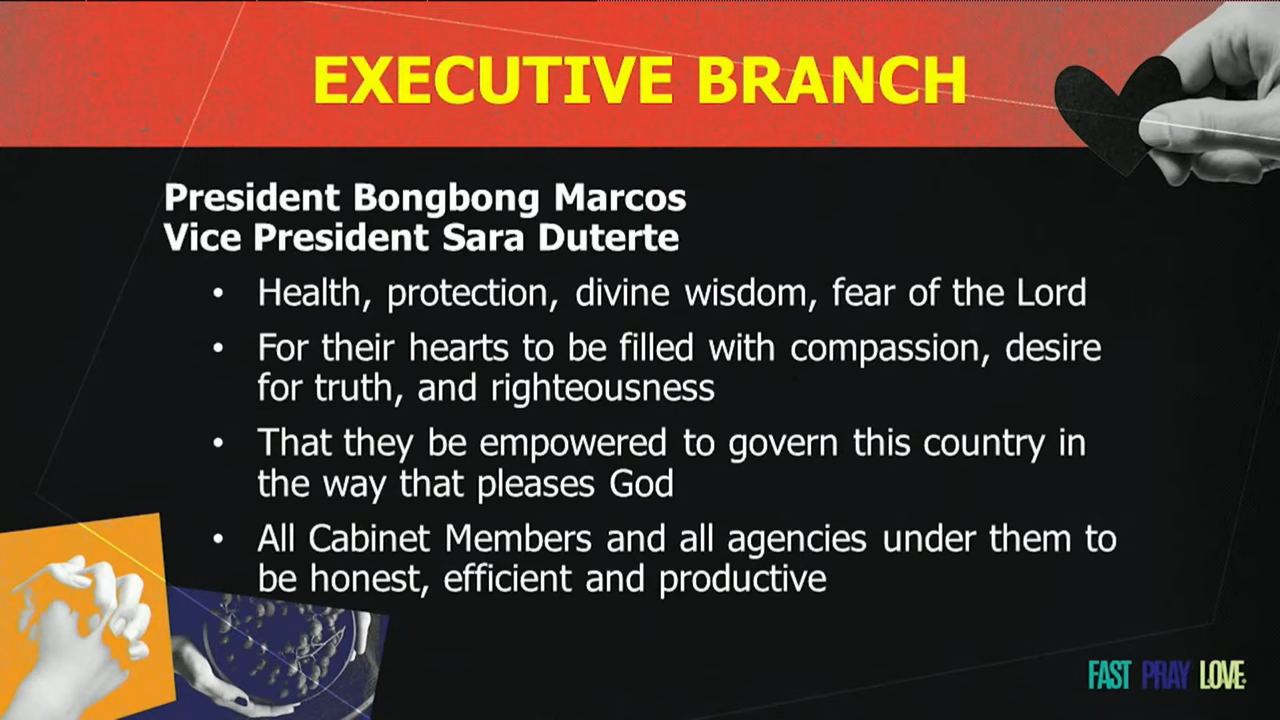 EXECUTIVE BRANCH
President Bongbong Marcos
Vice President Sara Duterte
• Health, protection, divine wisdom, fear of the Lord
• For their hearts to be filled with compassion, desire
for truth, and righteousness
• That they be empowered to govern this country in
the way that pleases God
• All Cabinet Members and all agencies under them to
be honest, efficient and productive
FAST PRAY LOVE